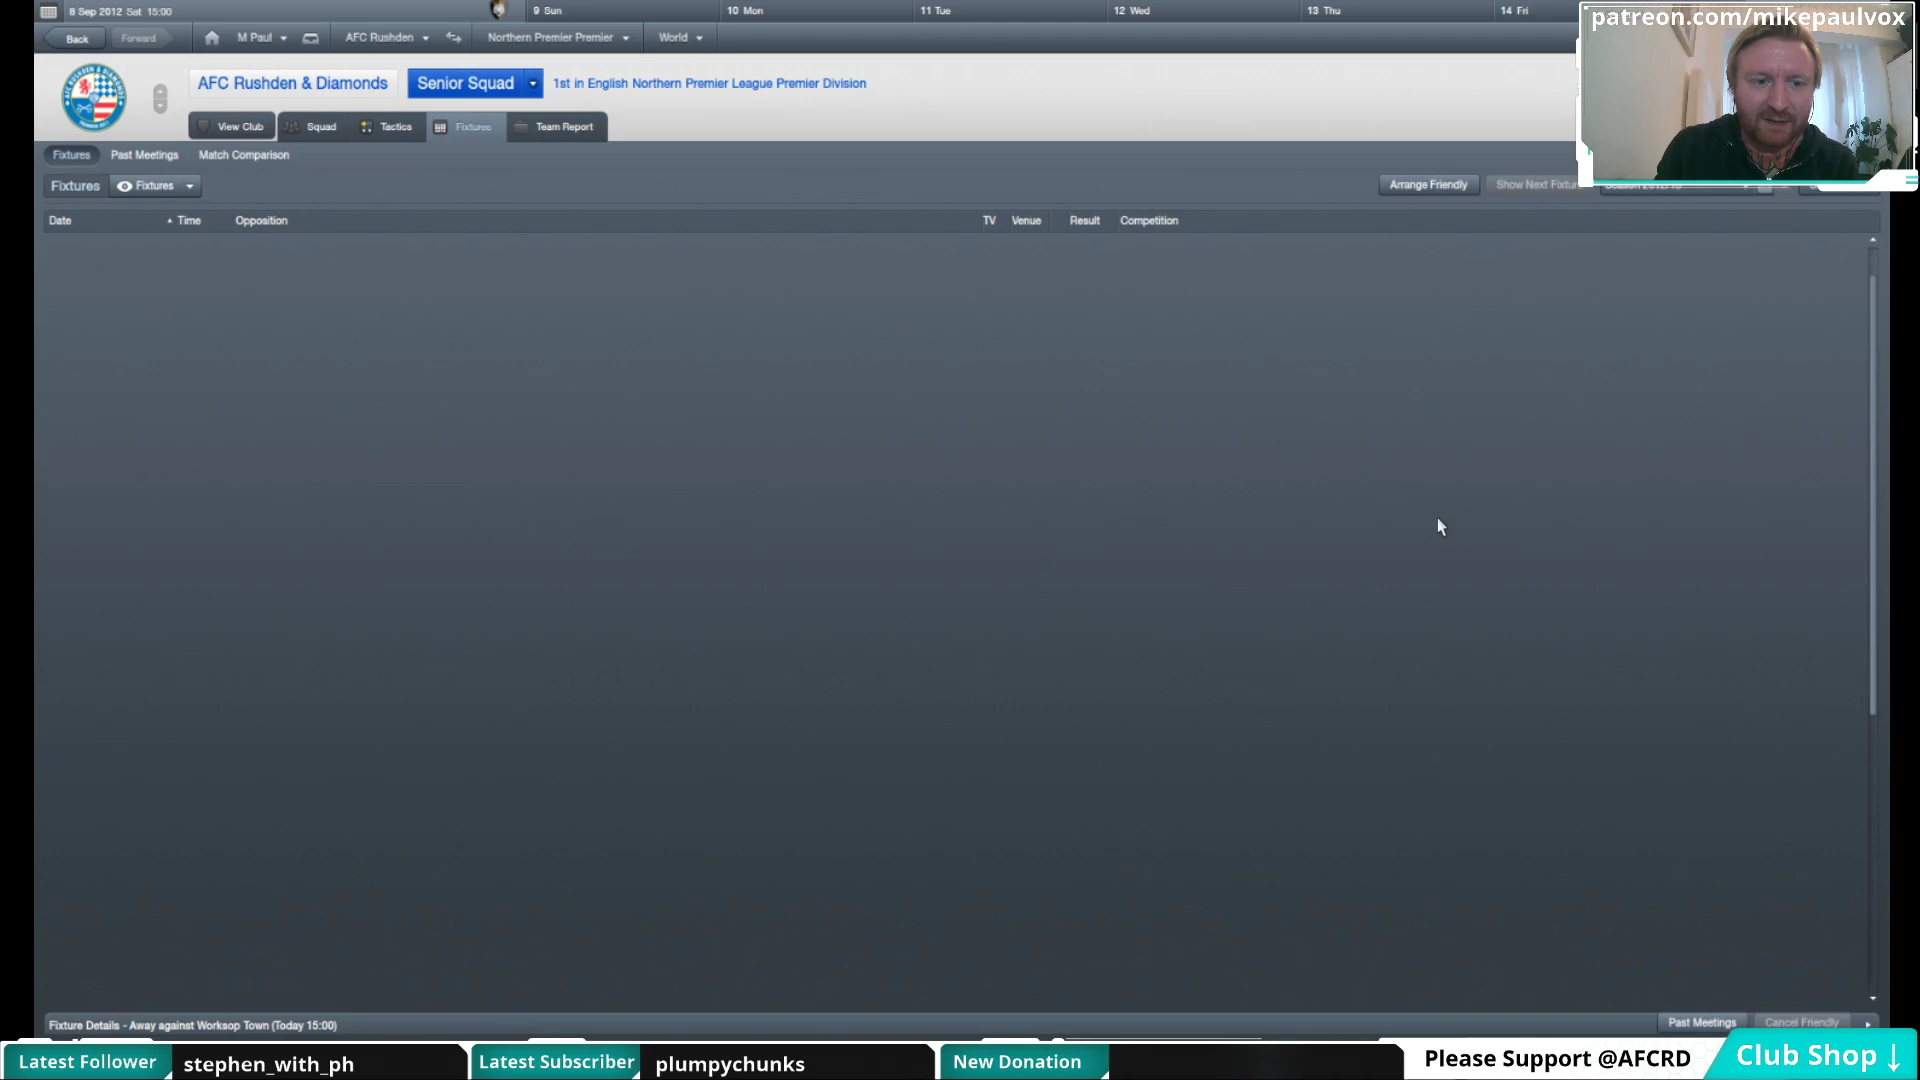 8 Sep 2012 Sat 15:00
9 Sun
10 Mon
11 Tue
12 Wed
13 Thu
14 Fri
patreon.com/mikepaulvox
Back
Forward
M Paul
AFC Rushden
Northern Premier Premier
World
AFC Rushden & Diamonds
Senior Squad
1st in English Northern Premier League Premier Division
View Club
Squad
Tactics
Fixtures
Team Report
Fixtures
Past Meetings
Match Comparison
Fixtures
Fixtures
Arrange Friendly
Show Next
Date
Time
Opposition
TV
Venue
Result
Competition
Fixture Details - Away against Worksop Town (Today 15:00)
Past Meetings
Cancel Friendly
Latest Follower
stephen_with_ph
Latest Subscriber
plumpychunks
New Donation
Please Support @AFCRD
Club Shop ↓